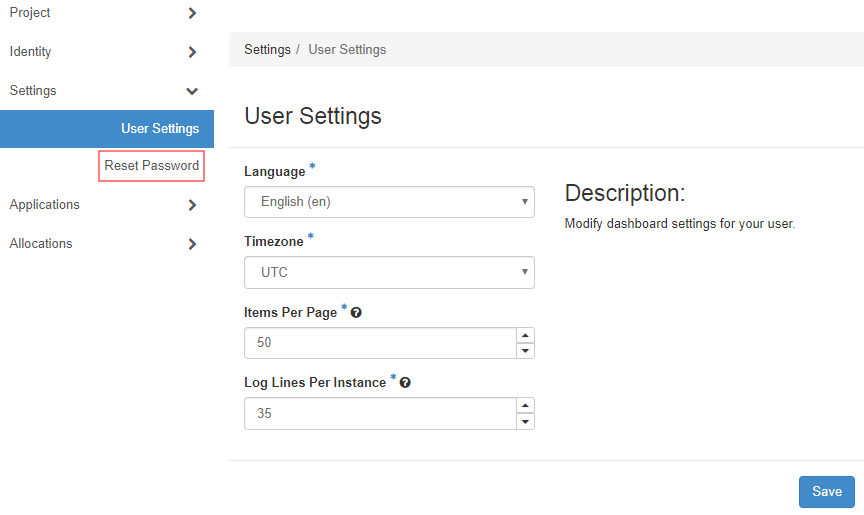 Project
Identity
Settings
User Settings
Reset Password
Applications
Allocations
Settings / User Settings
User Settings
Language *
English (en)
Timezone *
UTC
Items Per Page *
50
Log Lines Per Instance *
35
Description:
Modify dashboard settings for your user.
Save